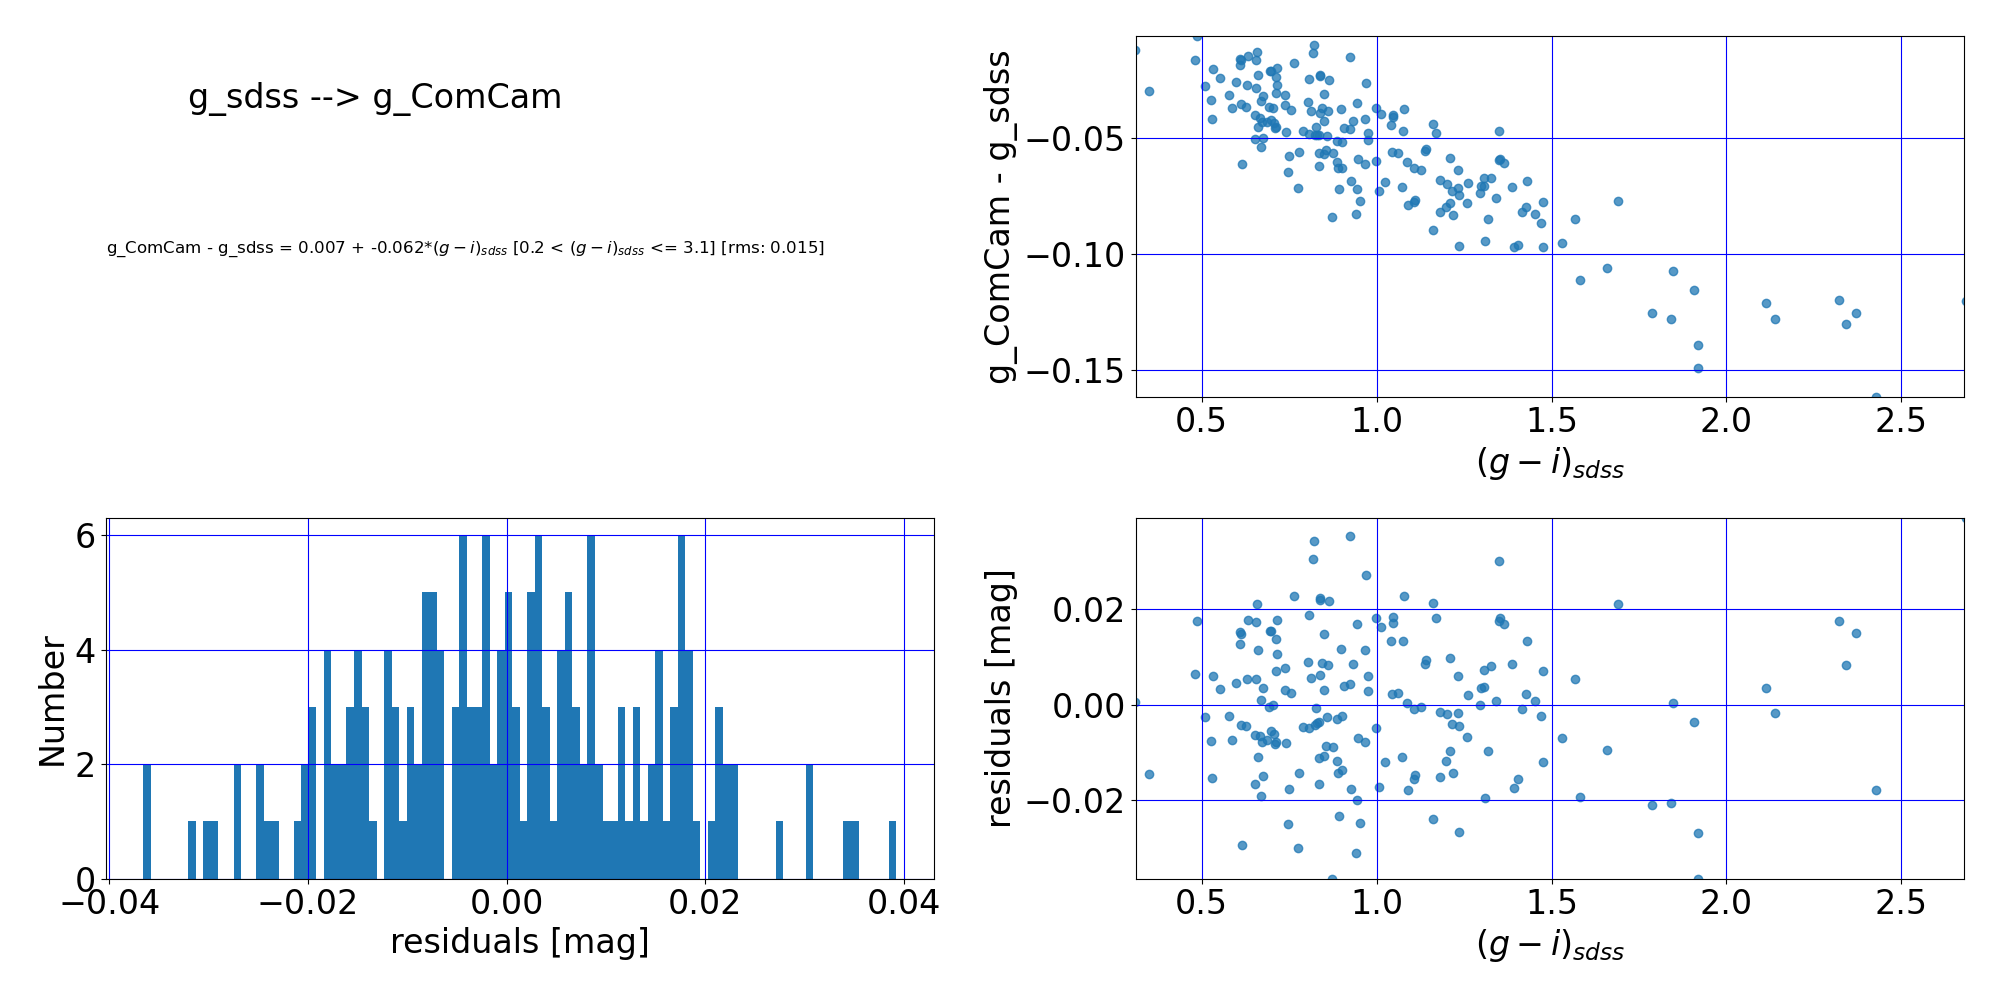 g_sdss --> g_ComCam
g_ComCam - g_sdss = 0.007 + -0.062*(g − i)sdss [0.2 < (g − i)sdss <= 3.1] [rms: 0.015]
g_ComCam - g_sdss
−0.05
−0.10
−0.15
0.5 1.0 1.5 2.0 2.5
(g − i)sdss
Number
6
4
2
0
−0.04 −0.02 0.00 0.02 0.04
residuals [mag]
residuals [mag]
0.02
0.00
−0.02
0.5 1.0 1.5 2.0 2.5
(g − i)sdss